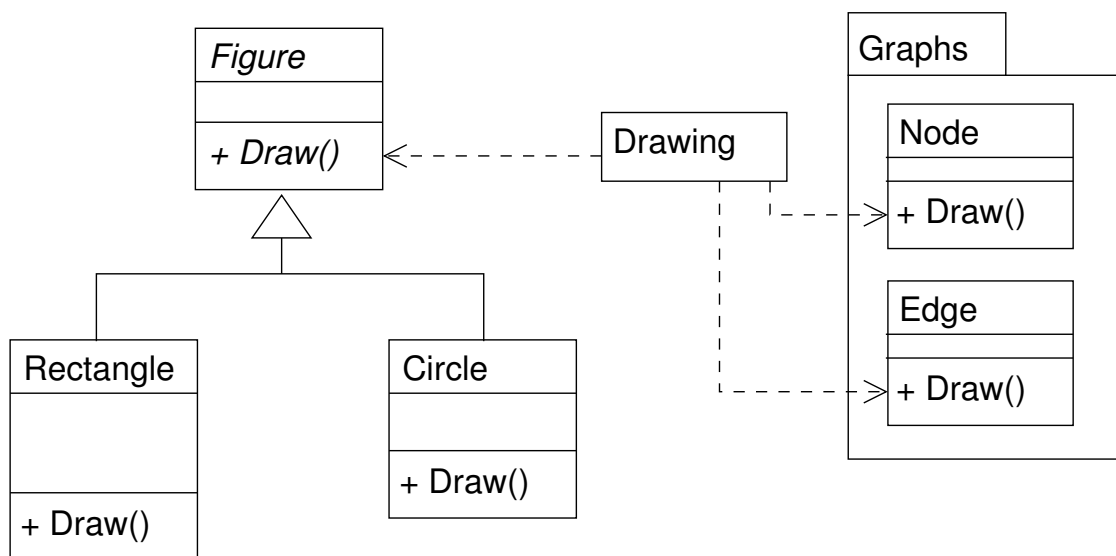 Figure
+ Draw()
Drawing
Graphs
Node
+ Draw()
Edge
+ Draw()
Rectangle
+ Draw()
Circle
+ Draw()